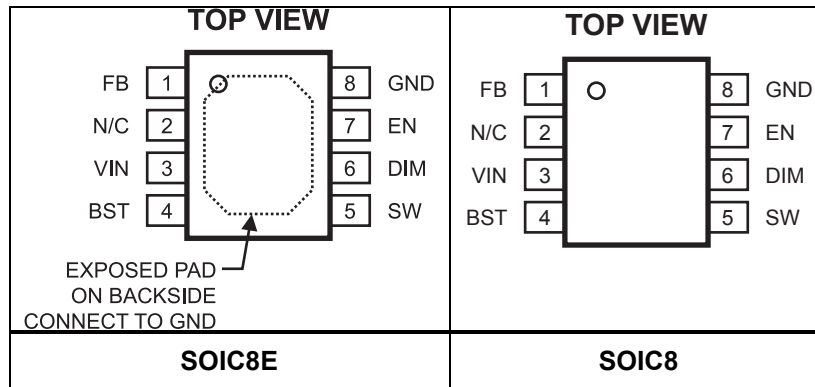 TOP VIEW
FB 1 8 GND
N/C 2 7 EN
VIN 3 6 DIM
BST 4 5 SW
EXPOSED PAD
ON BACKSIDE
CONNECT TO GND
SOIC8E
TOP VIEW
FB 1 8 GND
N/C 2 7 EN
VIN 3 6 DIM
BST 4 5 SW
SOIC8